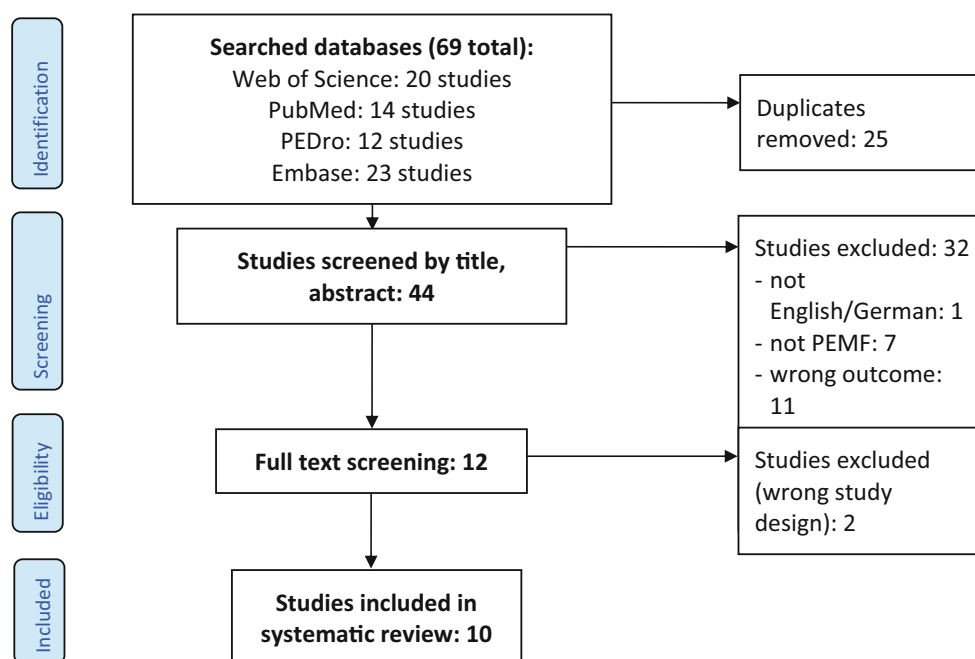 Identification
Searched databases (69 total):
Web of Science: 20 studies
PubMed: 14 studies
PEDro: 12 studies
Embase: 23 studies
Duplicates
removed: 25
Screening
Studies screened by title,
abstract: 44
Studies excluded: 32
- not
English/German: 1
- not PEMF: 7
- wrong outcome:
11
Eligibility
Full text screening: 12
Studies excluded
(wrong study
design): 2
Included
Studies included in
systematic review: 10